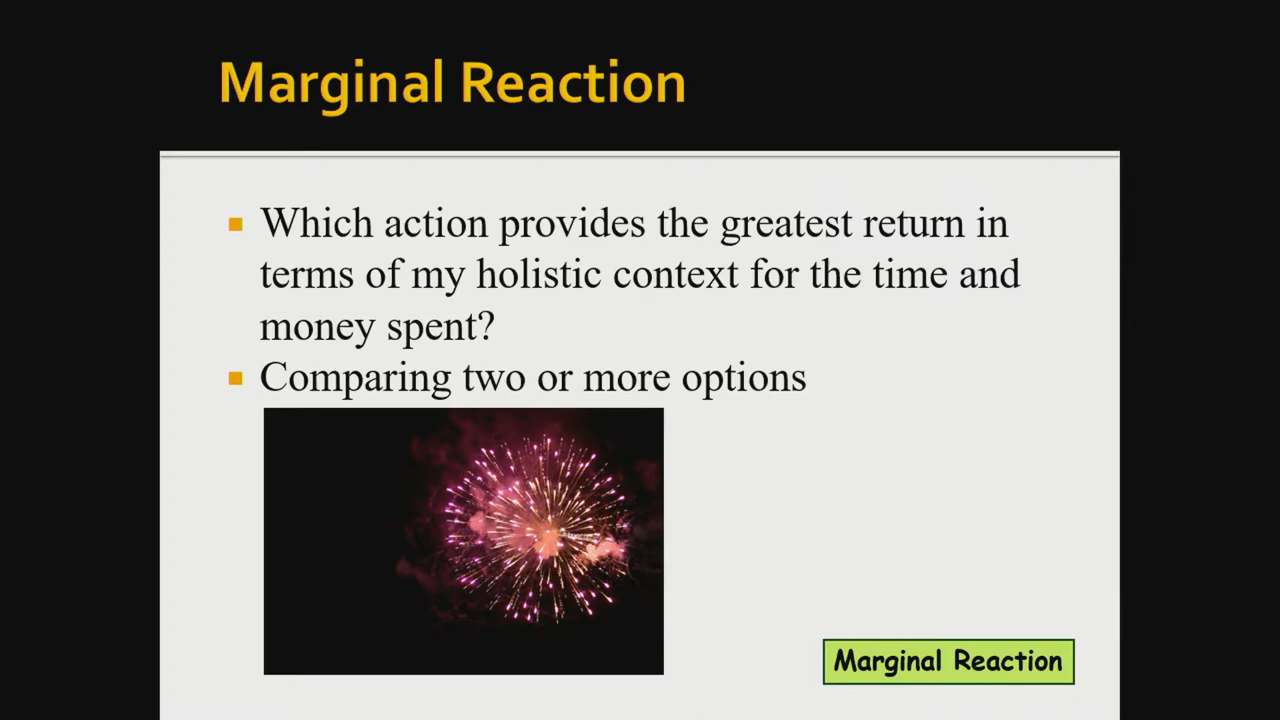 Marginal Reaction
Which action provides the greatest return in
terms of my holistic context for the time and
money spent?
Comparing two or more options
Marginal Reaction